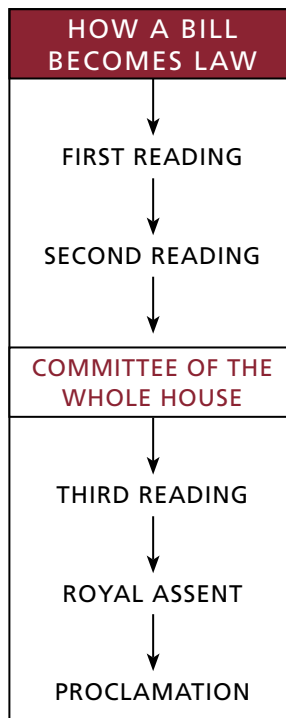 HOW A BILL
BECOMES LAW
FIRST READING
SECOND READING
COMMITTEE OF THE
WHOLE HOUSE
THIRD READING
ROYAL ASSENT
PROCLAMATION